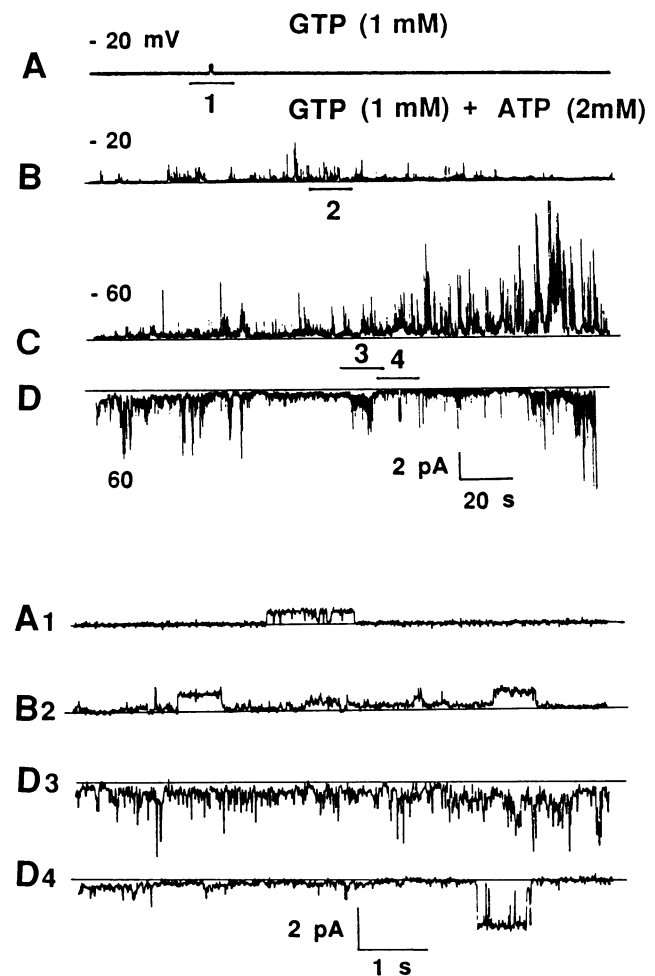 GTP (1 mM)
- 20 mV
A
1
GTP (1 mM) + ATP (2mM)
- 20
B
2
- 60
C
3
4
D
60
2 pA
20 s
A1
B2
D3
D4
2 pA
1 s